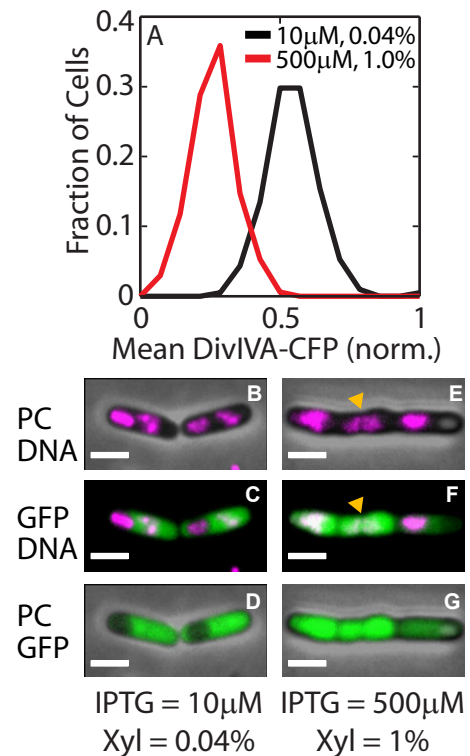 A
10μM, 0.04%
500μM, 1.0%
Fraction of Cells
0.4
0.3
0.2
0.1
0
0
0.5
1
Mean DivIVA-CFP (norm.)
PC
DNA
B
E
GFP
DNA
C
F
PC
GFP
D
G
IPTG = 10μM
Xyl = 0.04%
IPTG = 500μM
Xyl = 1%